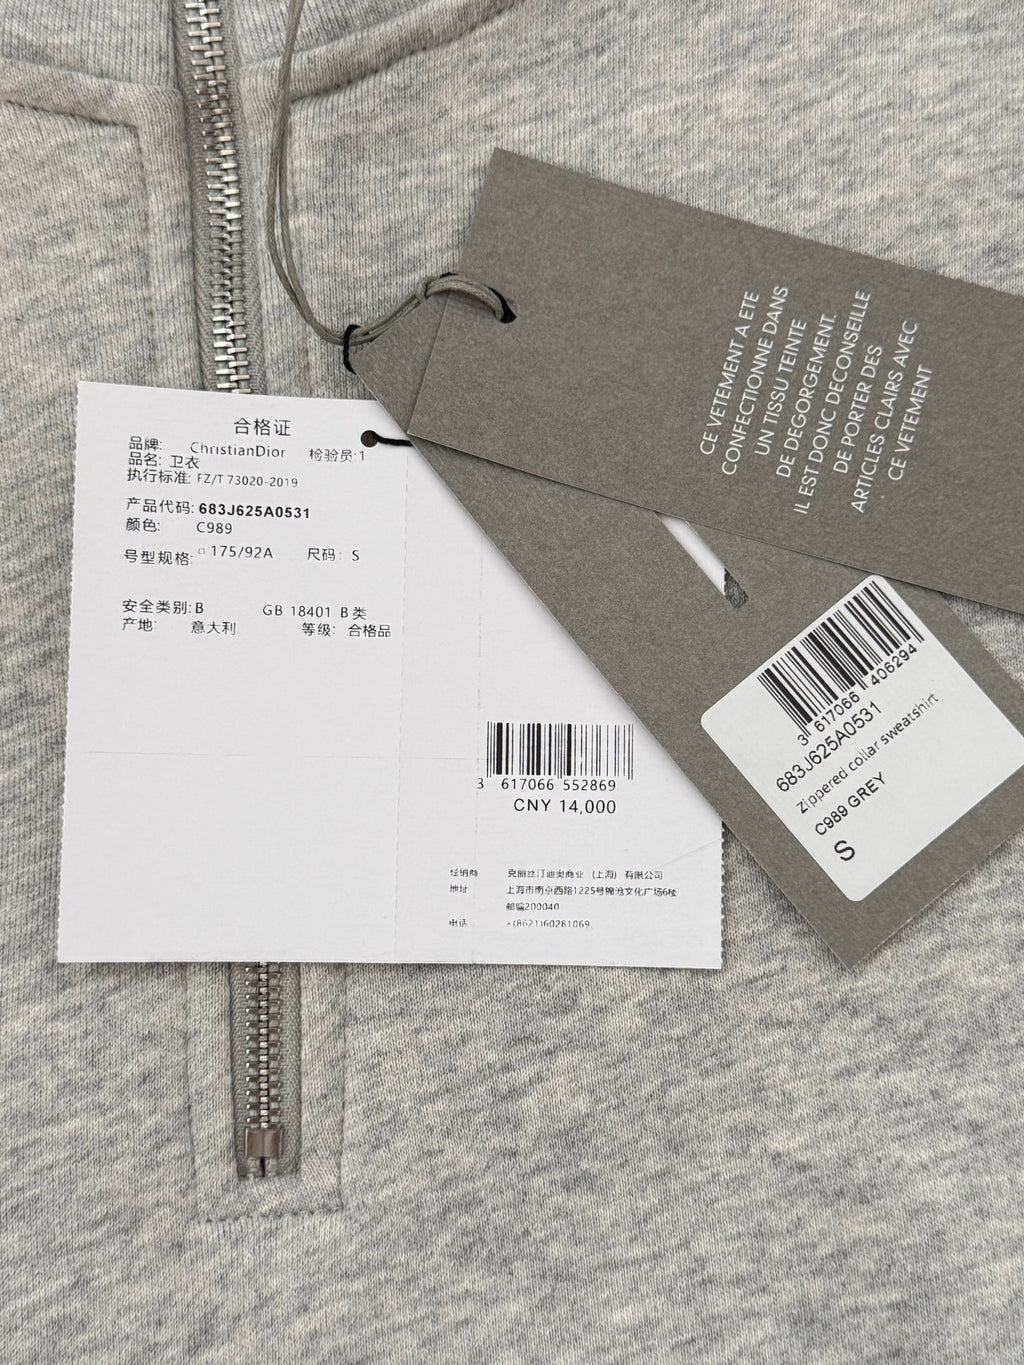 合格证
品牌: ChristianDior 检验员:1
品名: 卫衣
执行标准: FZ/T 73020-2019
产品代码: 683J625A0531
颜色: C989
号型规格: □ 175/92A 尺码: S
安全类别: B GB 18401 B 类
产地: 意大利 等级: 合格品
3 617066 552869
CNY 14,000
经销商 克丽丝汀迪奥商业 (上海) 有限公司
地址 上海市南京西路1225号锦沧文化广场6楼
邮编200040
电话 +(8621)60281069
CE VETEMENT A ETE
CONFECTIONNE DANS
UN TISSU TEINTE
DE DEGORGEMENT.
IL EST DONC DECONSEILLE
DE PORTER DES
ARTICLES CLAIRS AVEC
CE VETEMENT
3 617066 406294
683J625A0531
Zippered collar sweatshirt
C989 GREY
S